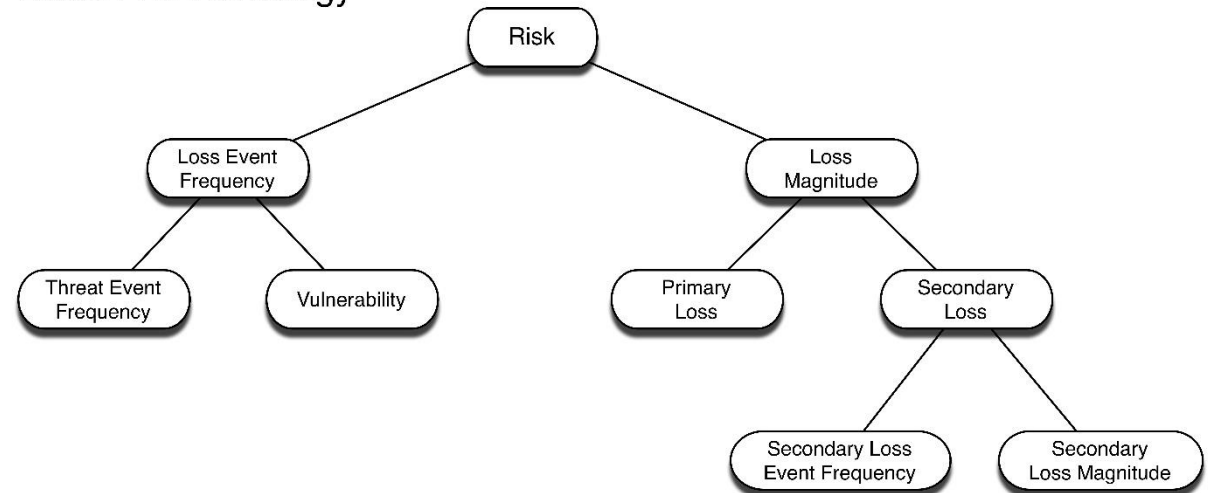 Risk
Loss Event
Frequency
Loss
Magnitude
Threat Event
Frequency
Vulnerability
Primary
Loss
Secondary
Loss
Secondary Loss
Event Frequency
Secondary
Loss Magnitude